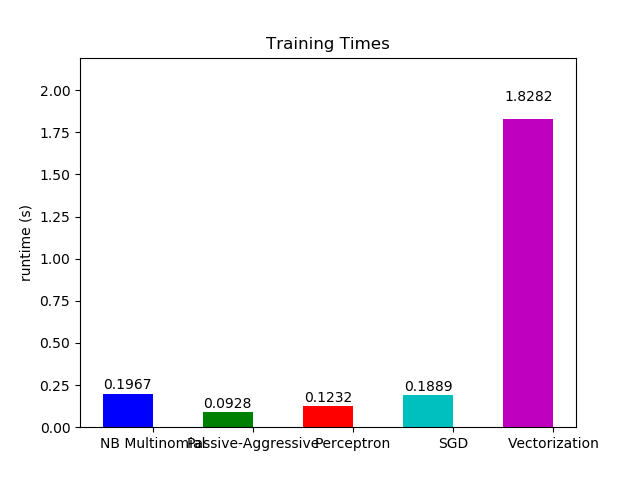 Training Times
runtime (s)
2.00
1.75
1.50
1.25
1.00
0.75
0.50
0.25
0.00
0.1967
0.0928
0.1232
0.1889
1.8282
NB Multinomial
Passive-Aggressive
Perceptron
SGD
Vectorization